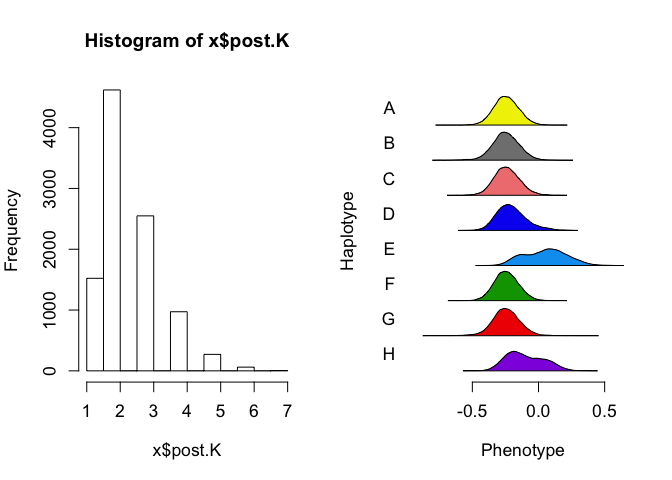 Histogram of x$post.K
Frequency
0
1000
2000
3000
4000
1 2 3 4 5 6 7
x$post.K
Haplotype
A
B
C
D
E
F
G
H
-0.5 0.0 0.5
Phenotype